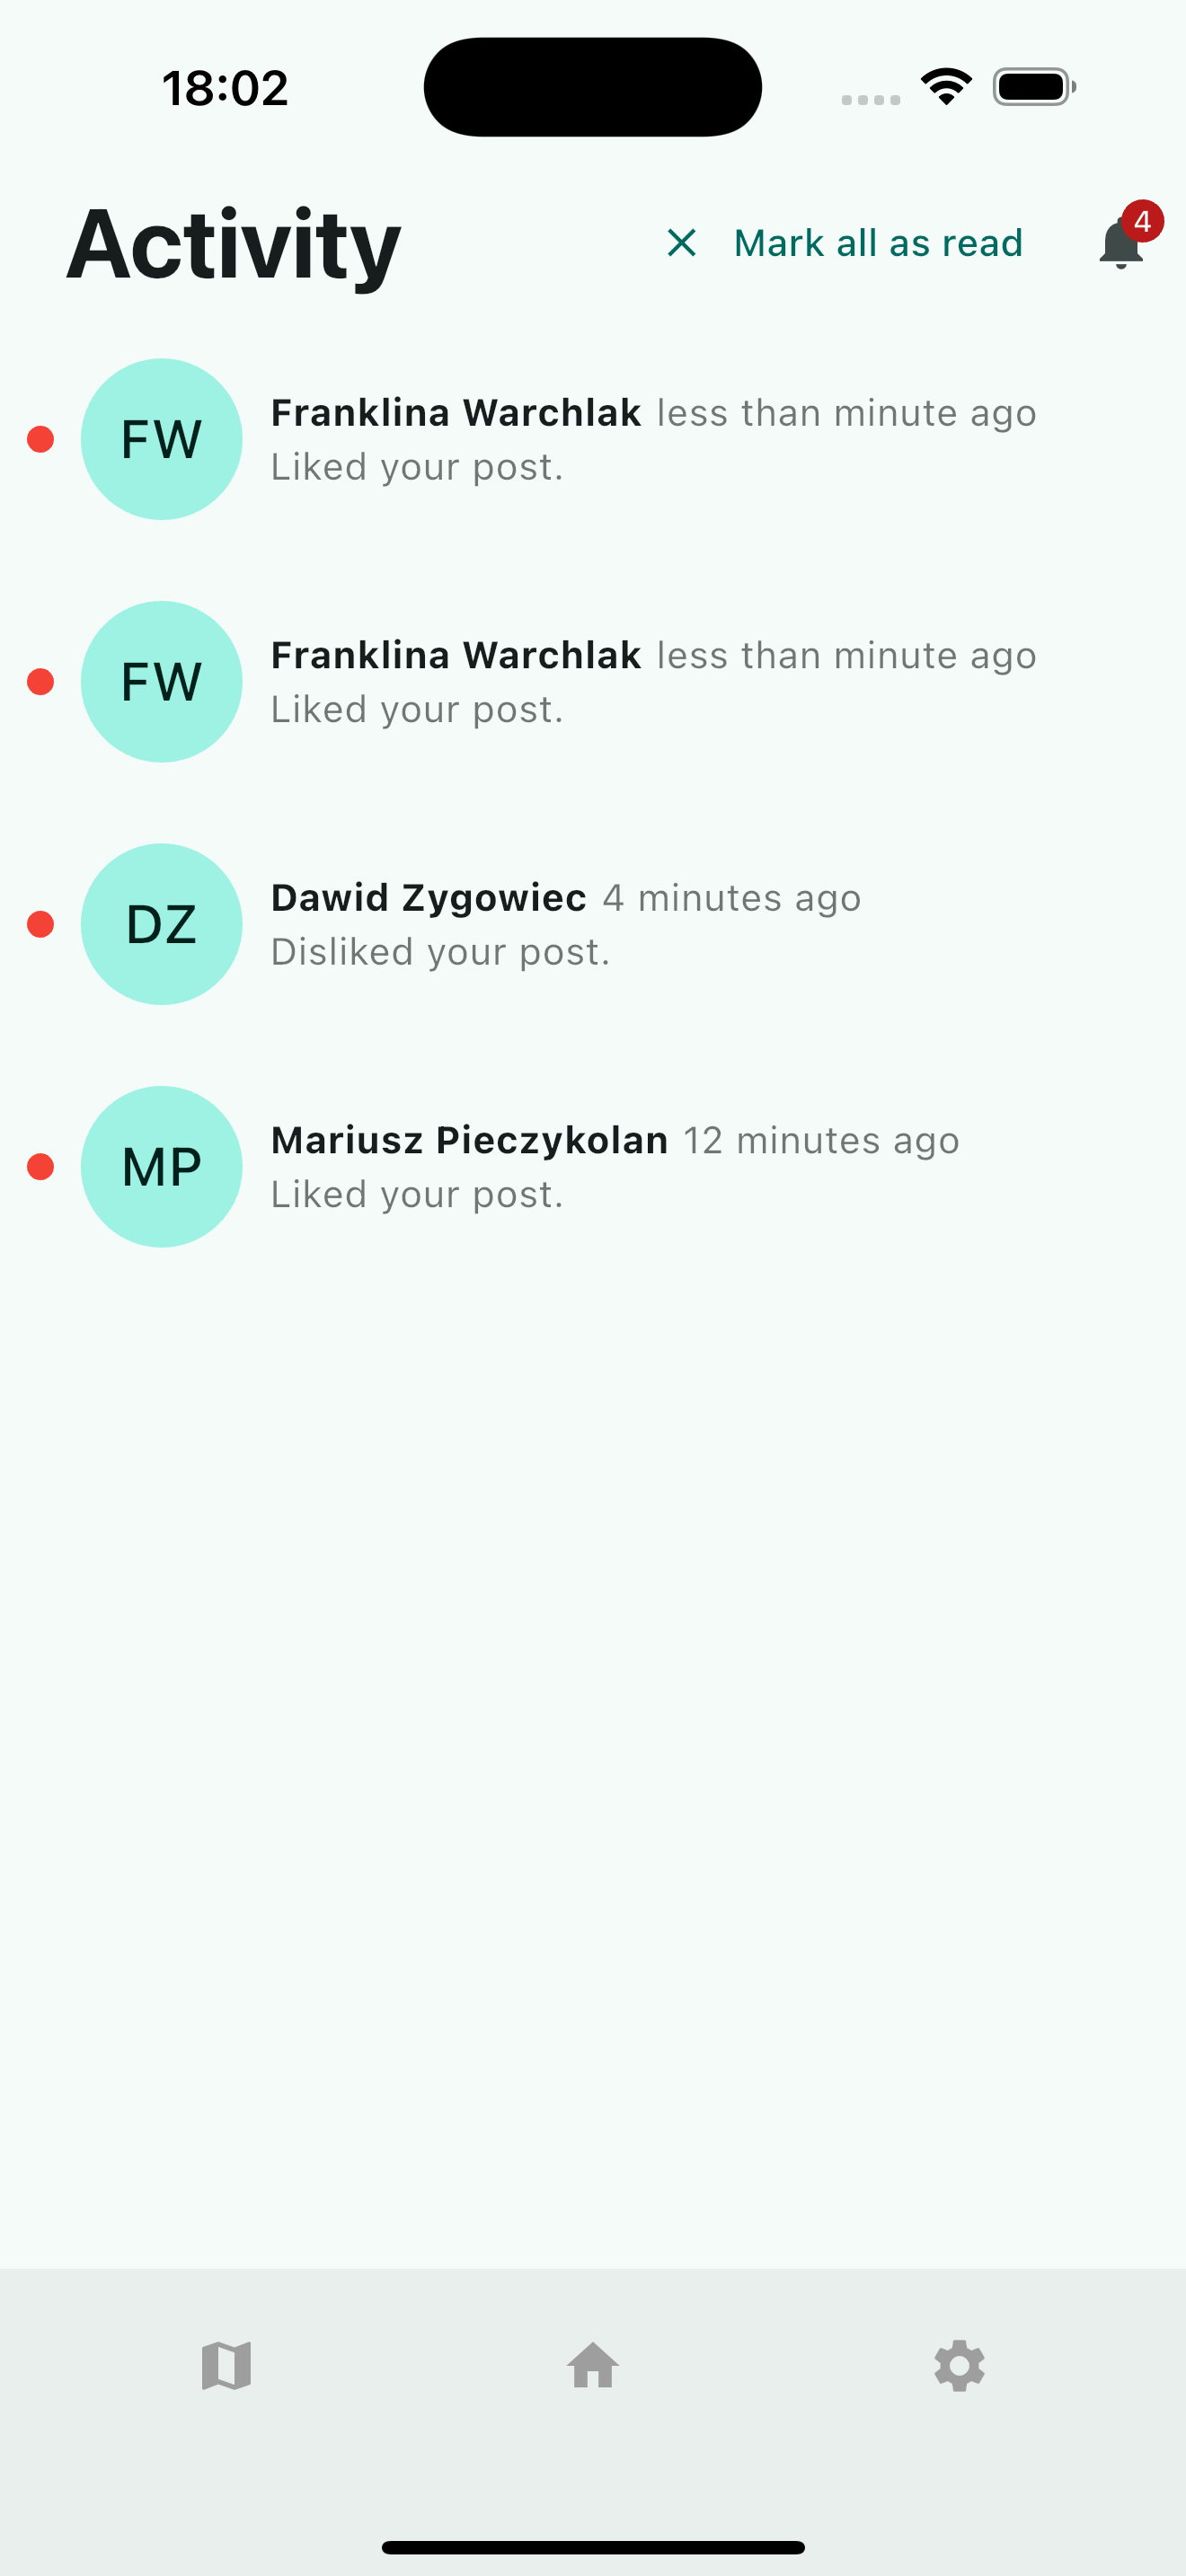 18:02
Activity
Mark all as read
4
FW
Franklina Warchlak less than minute ago
Liked your post.
FW
Franklina Warchlak less than minute ago
Liked your post.
DZ
Dawid Zygowiec 4 minutes ago
Disliked your post.
MP
Mariusz Pieczykolan 12 minutes ago
Liked your post.